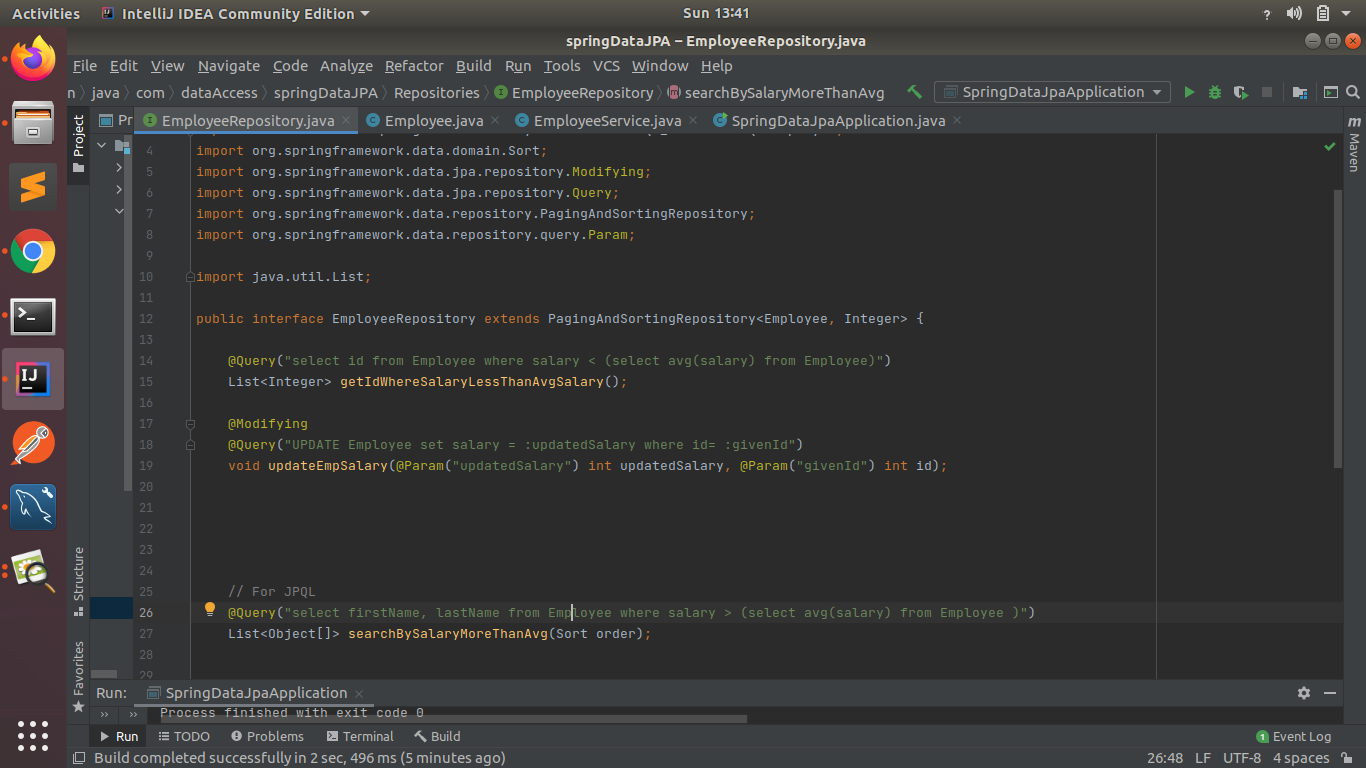 Activities IntelliJ IDEA Community Edition Sun 13:41 ?
springDataJPA – EmployeeRepository.java
File Edit View Navigate Code Analyze Refactor Build Run Tools VCS Window Help
n java com dataAccess springDataJPA Repositories EmployeeRepository searchBySalaryMoreThanAvg SpringDataJpaApplication
Project Pr EmployeeRepository.java Employee.java EmployeeService.java SpringDataJpaApplication.java Maven
4 import org.springframework.data.domain.Sort;
5 import org.springframework.data.jpa.repository.Modifying;
6 import org.springframework.data.jpa.repository.Query;
7 import org.springframework.data.repository.PagingAndSortingRepository;
8 import org.springframework.data.repository.query.Param;
9
10 import java.util.List;
11
12 public interface EmployeeRepository extends PagingAndSortingRepository<Employee, Integer> {
13
14 @Query("select id from Employee where salary < (select avg(salary) from Employee)")
15 List<Integer> getIdWhereSalaryLessThanAvgSalary();
16
17 @Modifying
18 @Query("UPDATE Employee set salary = :updatedSalary where id= :givenId")
19 void updateEmpSalary(@Param("updatedSalary") int updatedSalary, @Param("givenId") int id);
20
21
22
23
24
25 // For JPQL
26 @Query("select firstName, lastName from Employee where salary > (select avg(salary) from Employee )")
27 List<Object[]> searchBySalaryMoreThanAvg(Sort order);
28
29
Structure
Favorites
Run: SpringDataJpaApplication
Process finished with exit code 0
Run TODO Problems Terminal Build 1 Event Log
Build completed successfully in 2 sec, 496 ms (5 minutes ago) 26:48 LF UTF-8 4 spaces